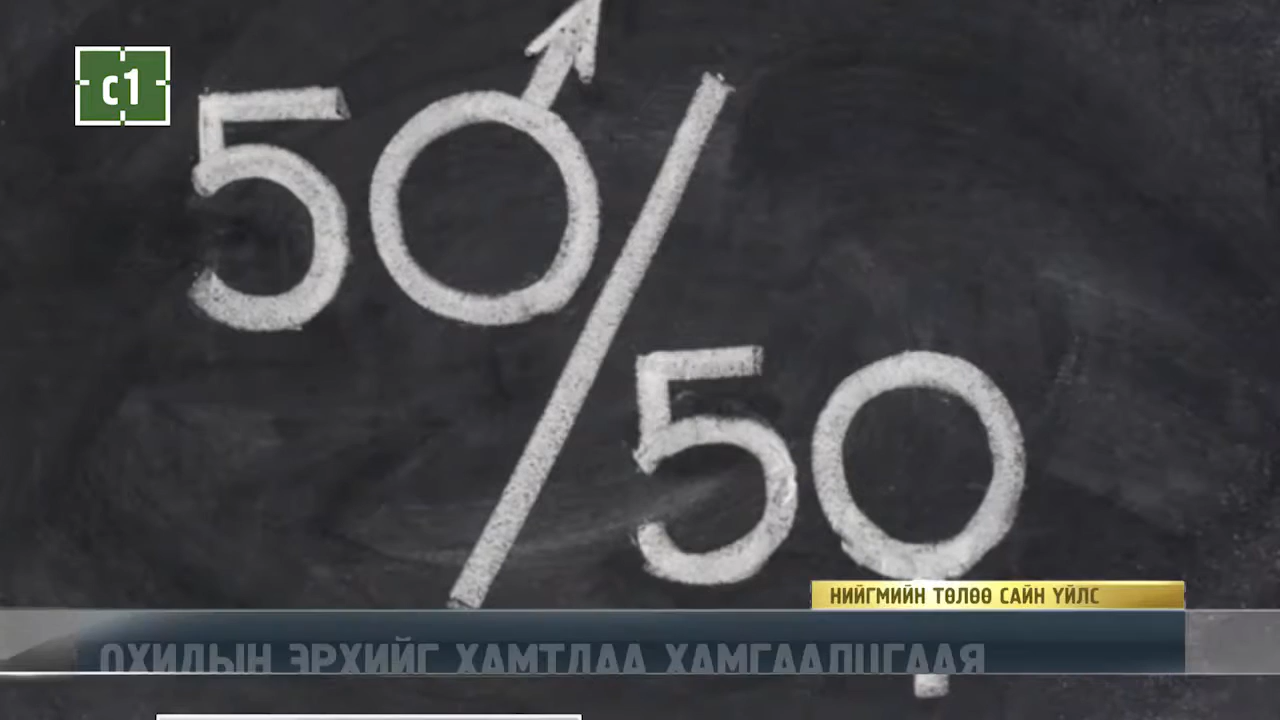 c1
50/50
НИЙГМИЙН ТӨЛӨӨ САЙН ҮЙЛС
ОХИДЫН ЭРХИЙГ ХАМТДАА ХАМГААЛЦГААЯ